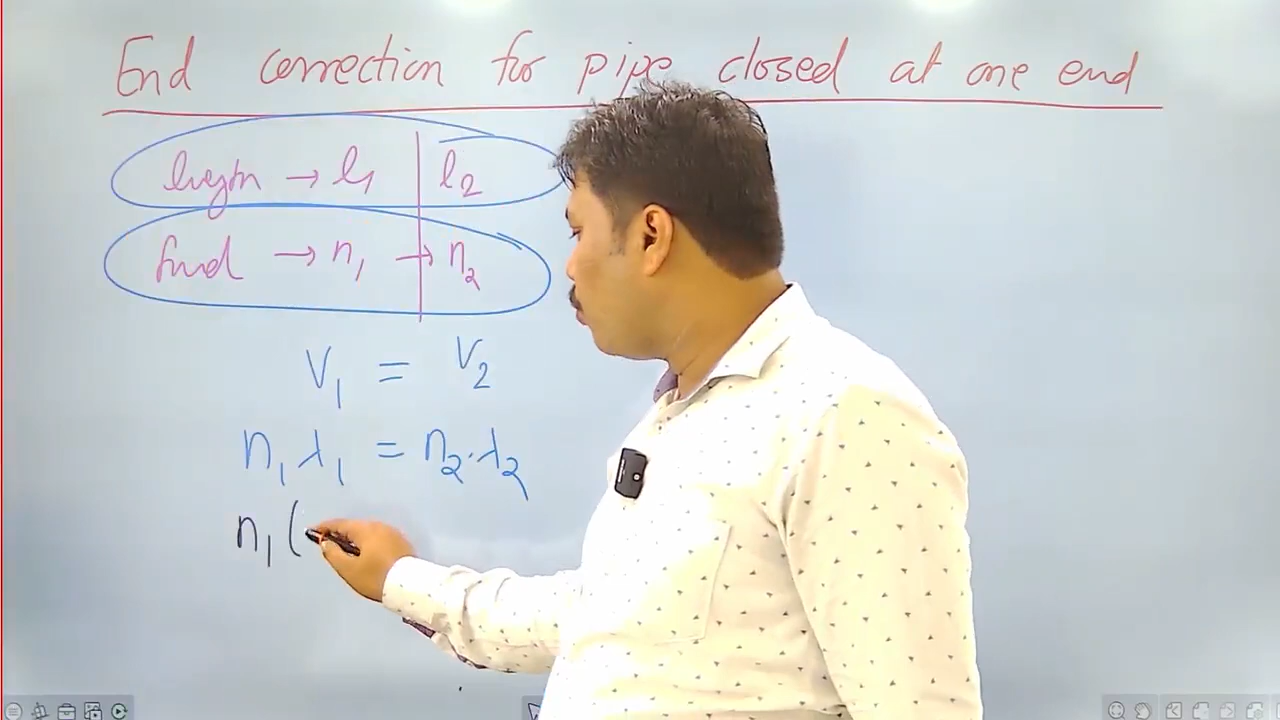 End correction for pipe closed at one end
length → l₁ | l₂
fund → n₁ → n₂
V₁ = V₂
n₁ λ₁ = n₂·λ₂
n₁ (